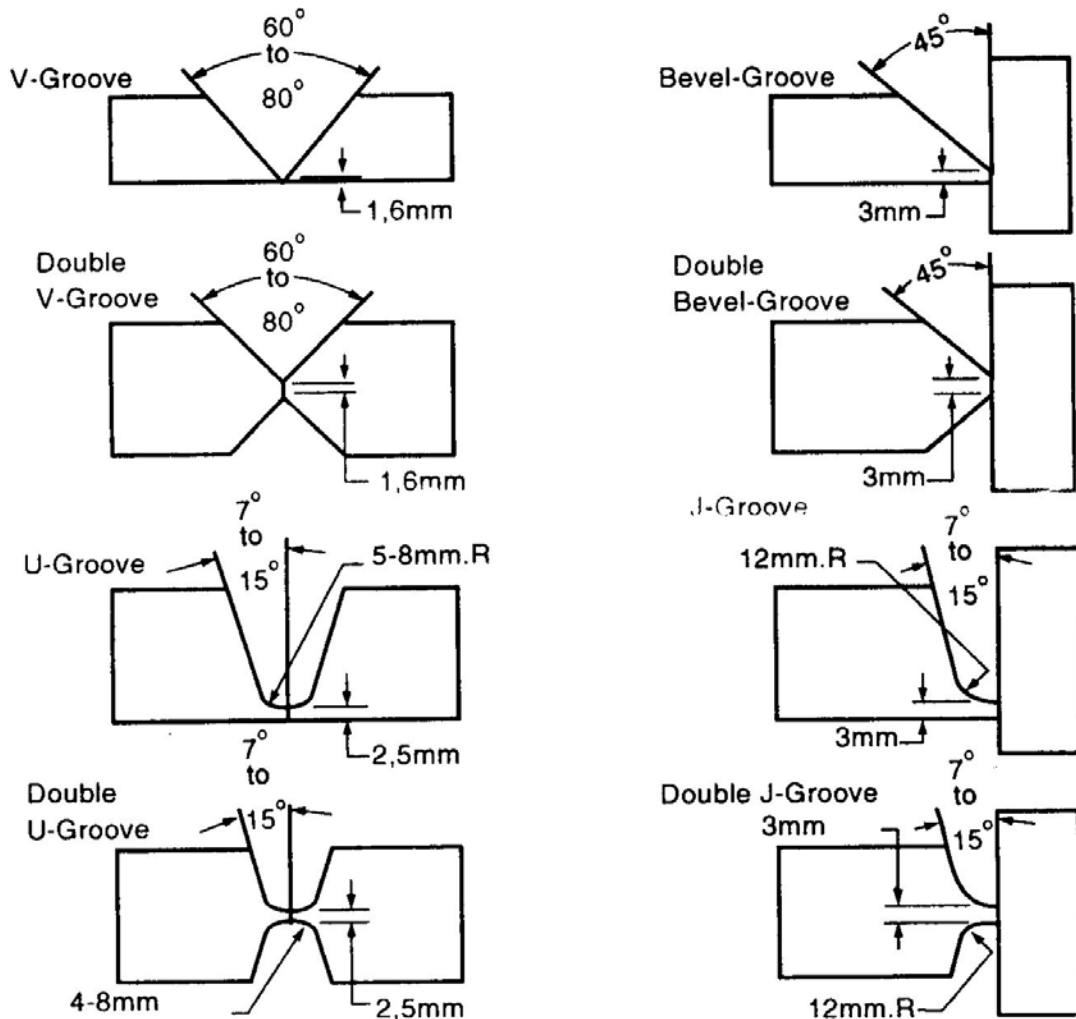 V-Groove
60°
to
80°
1,6mm
Bevel-Groove
45°
3mm
Double
V-Groove
60°
to
80°
1,6mm
Double
Bevel-Groove
45°
3mm
U-Groove
7°
to
15°
5-8mm.R
2,5mm
J-Groove
7°
to
15°
12mm.R
3mm
Double
U-Groove
7°
to
15°
4-8mm
2,5mm
Double J-Groove
3mm
7°
to
15°
12mm.R